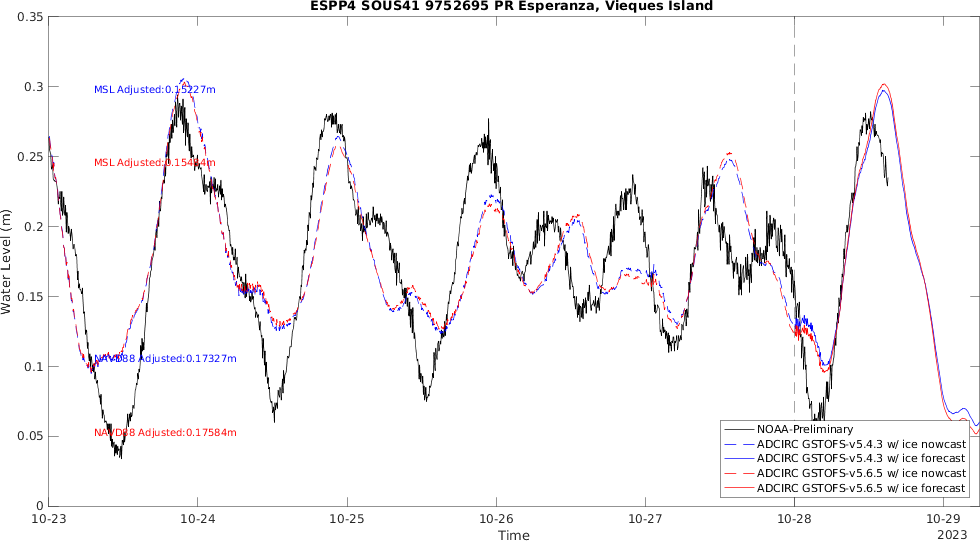 ESPP4 SOUS41 9752695 PR Esperanza, Vieques Island
0.35
0.3
0.25
0.2
0.15
0.1
0.05
0
Water Level (m)
MSL Adjusted:0.15227m
MSL Adjusted:0.15464m
NAVD88 Adjusted:0.17327m
NAVD88 Adjusted:0.17584m
NOAA-Preliminary
ADCIRC GSTOFS-v5.4.3 w/ ice nowcast
ADCIRC GSTOFS-v5.4.3 w/ ice forecast
ADCIRC GSTOFS-v5.6.5 w/ ice nowcast
ADCIRC GSTOFS-v5.6.5 w/ ice forecast
10-23 10-24 10-25 10-26 10-27 10-28 10-29
Time
2023